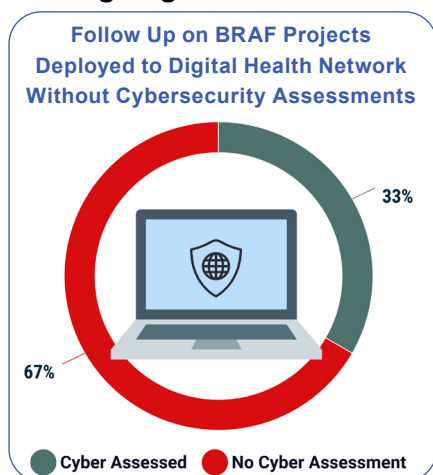 Follow Up on BRAF Projects
Deployed to Digital Health Network
Without Cybersecurity Assessments
33%
67%
Cyber Assessed No Cyber Assessment